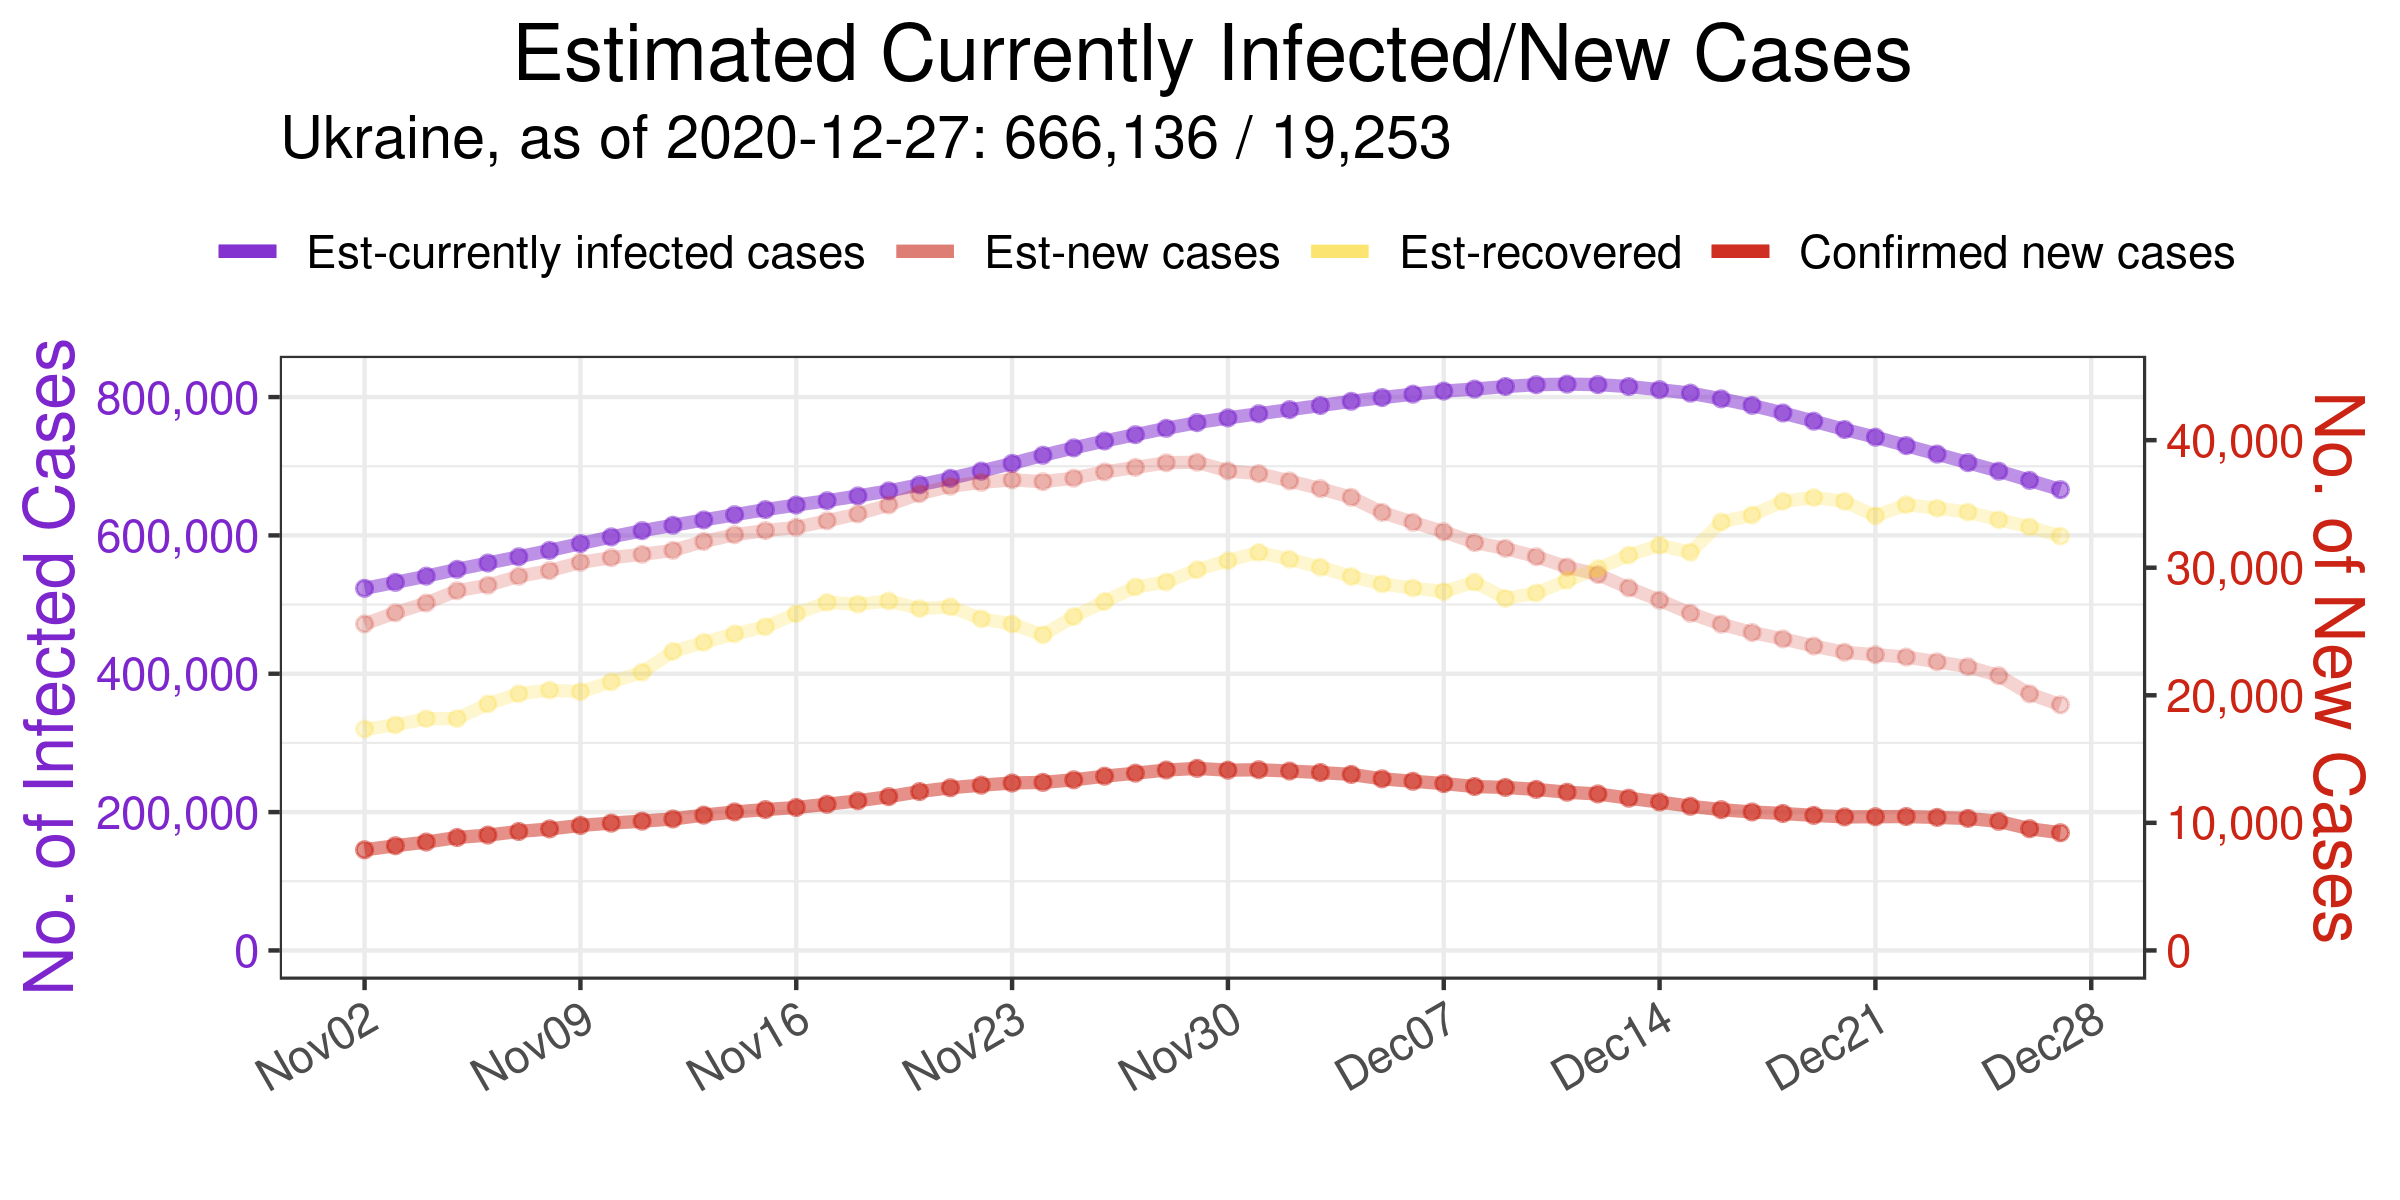 Estimated Currently Infected/New Cases
Ukraine, as of 2020-12-27: 666,136 / 19,253
Est-currently infected cases Est-new cases Est-recovered Confirmed new cases
No. of Infected Cases
800,000
600,000
400,000
200,000
0
40,000
30,000
20,000
10,000
0
No. of New Cases
Nov02 Nov09 Nov16 Nov23 Nov30 Dec07 Dec14 Dec21 Dec28